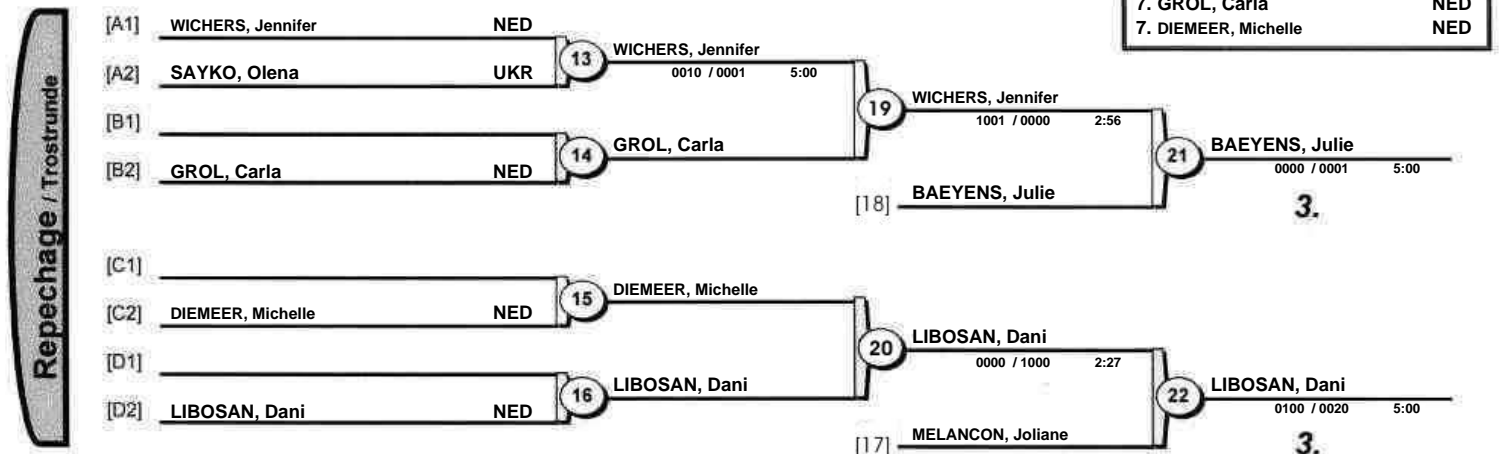 7. GROL, Carla NED
7. DIEMEER, Michelle NED
Repechage / Trostrunde
[A1] WICHERS, Jennifer NED
[A2] SAYKO, Olena UKR
13 WICHERS, Jennifer
0010 / 0001 5:00
[B1]
[B2] GROL, Carla NED
14 GROL, Carla
19 WICHERS, Jennifer
1001 / 0000 2:56
[18] BAEYENS, Julie
21 BAEYENS, Julie
0000 / 0001 5:00
3.
[C1]
[C2] DIEMEER, Michelle NED
15 DIEMEER, Michelle
[D1]
[D2] LIBOSAN, Dani NED
16 LIBOSAN, Dani
20 LIBOSAN, Dani
0000 / 1000 2:27
[17] MELANCON, Joliane
22 LIBOSAN, Dani
0100 / 0020 5:00
3.